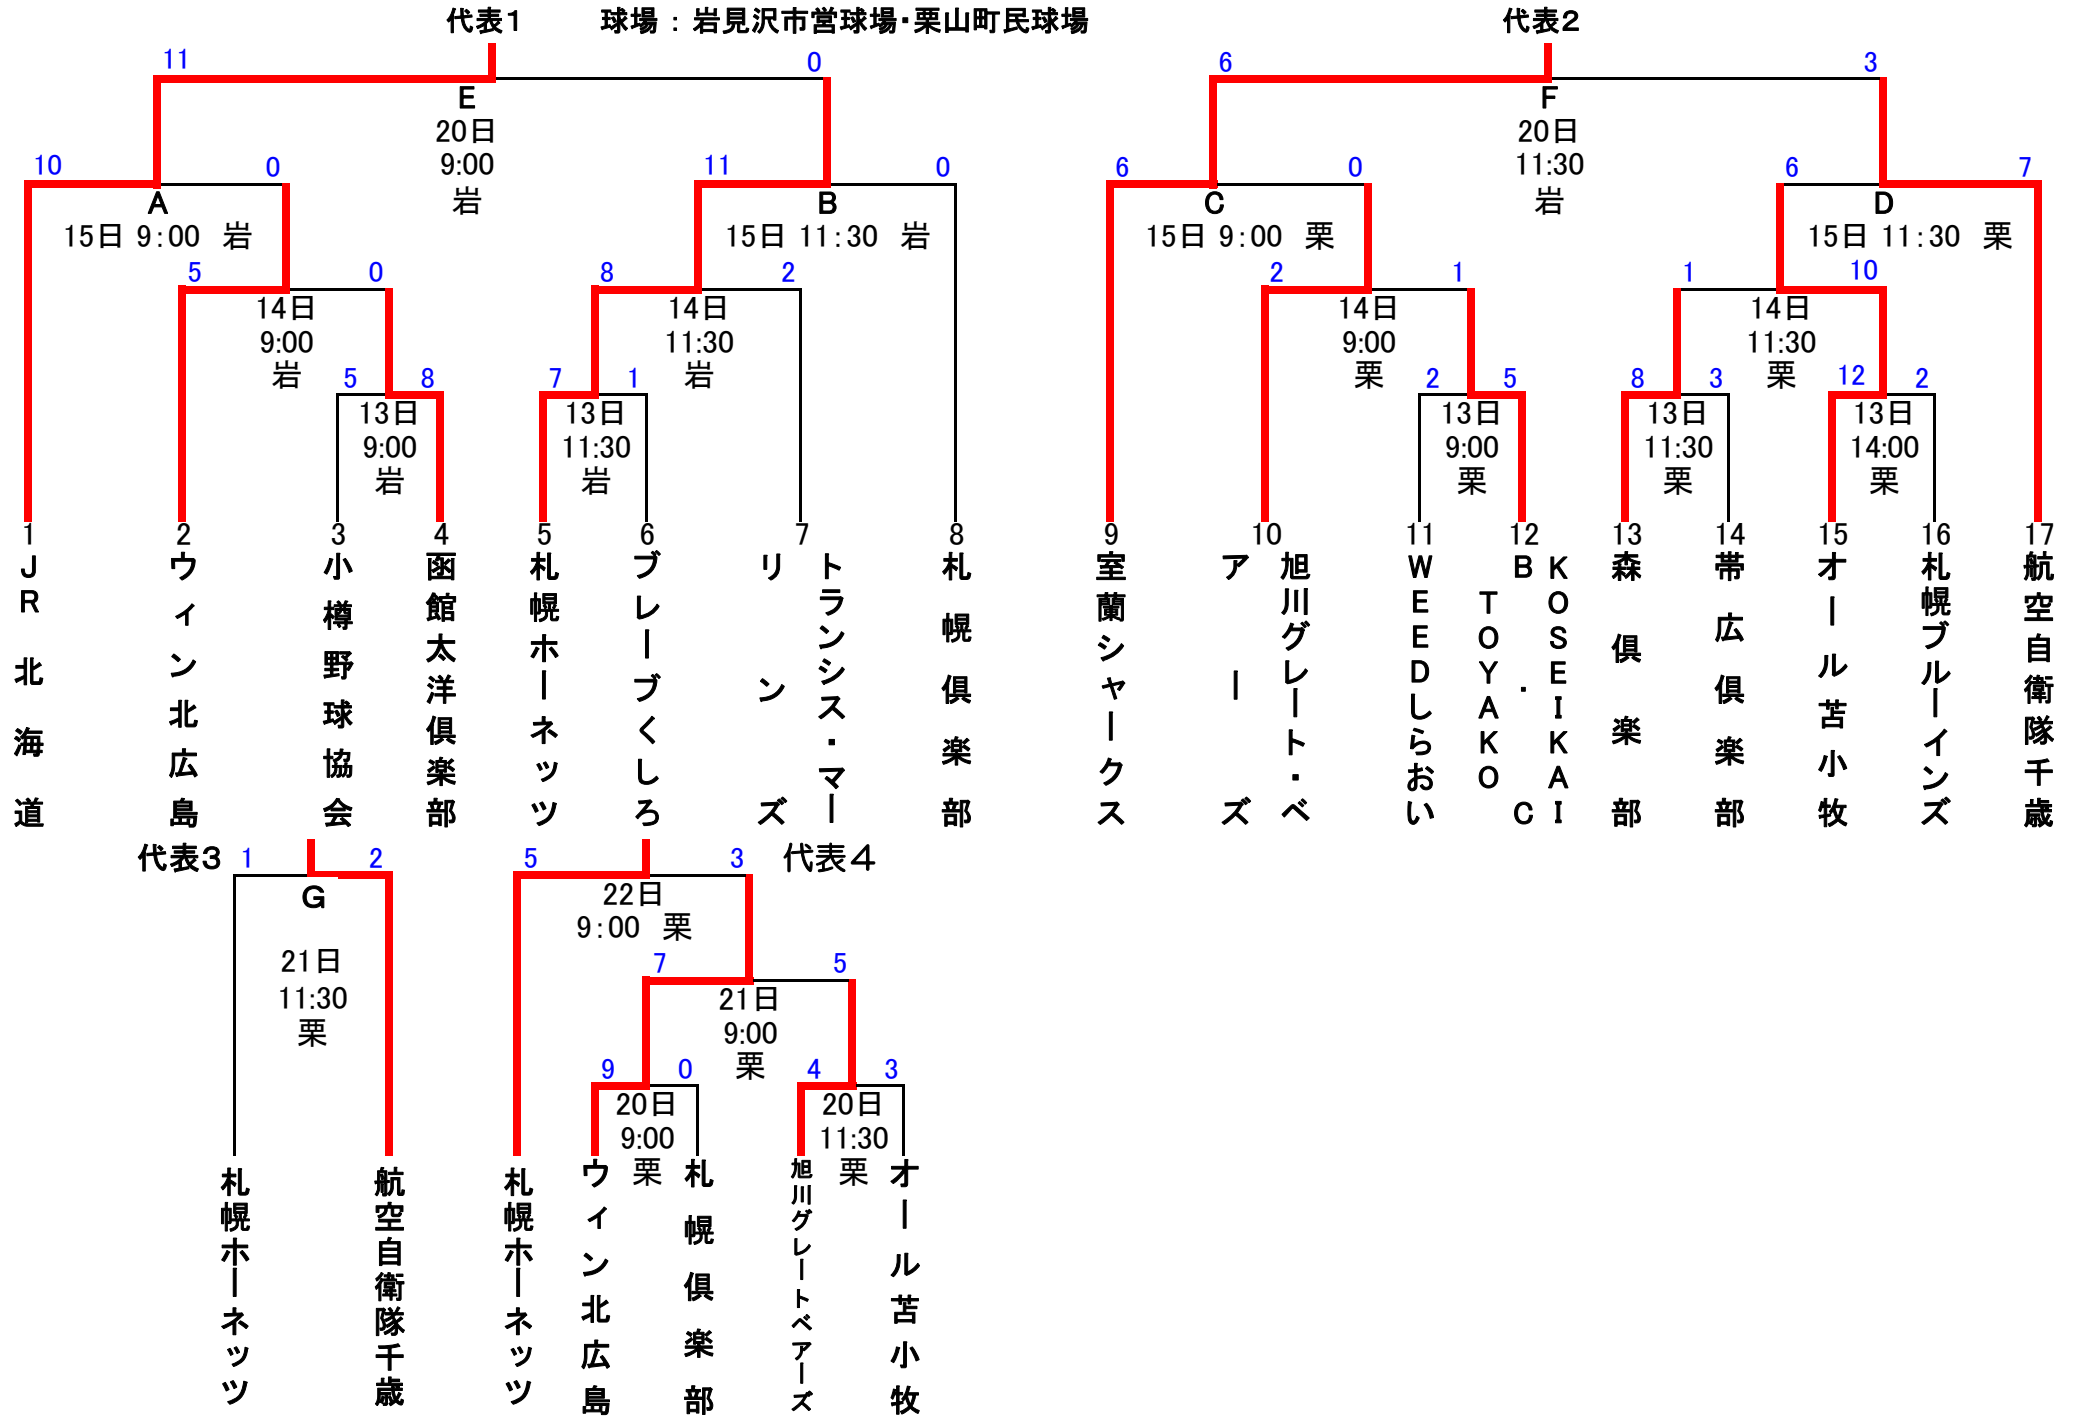 代表1 球場：岩見沢市営球場・栗山町民球場 代表2
11 0 6 3
E F
20日 20日
9:00 11:30
岩 岩
10 0 11 0 6 0 6 7
A B C D
15日 9:00 岩 15日 11:30 岩 15日 9:00 栗 15日 11:30 栗
5 0 8 2 2 1 1 10
14日 14日 14日 14日
9:00 11:30 9:00 11:30
岩 岩 栗 栗
5 8 7 1 2 5 8 3 12 2
13日 13日 13日 13日 13日
9:00 11:30 9:00 11:30 14:00
岩 岩 栗 栗 栗
1 2 3 4 5 6 7 8 9 10 11 12 13 14 15 16 17
JR北海道
ウィン北広島
小樽野球協会
函館太洋倶楽部
札幌ホーネッツ
ブレーブくしろ
トランシス・マー
リンズ
札幌倶楽部
室蘭シャークス
旭川グレート・ベ
アーズ
WEEDしらおい
KOSEIKAI
B.C
TOYAKO
森倶楽部
帯広倶楽部
オール苫小牧
札幌ブルーインズ
航空自衛隊千歳
代表3 1 2 5 3 代表4
G
22日
9:00 栗
21日
11:30
栗
7 5
21日
9:00
栗
9 0 4 3
20日 20日
9:00 11:30
栗 栗
札幌ホーネッツ
航空自衛隊千歳
札幌ホーネッツ
ウィン北広島
札幌倶楽部
旭川グレートベアーズ
オール苫小牧